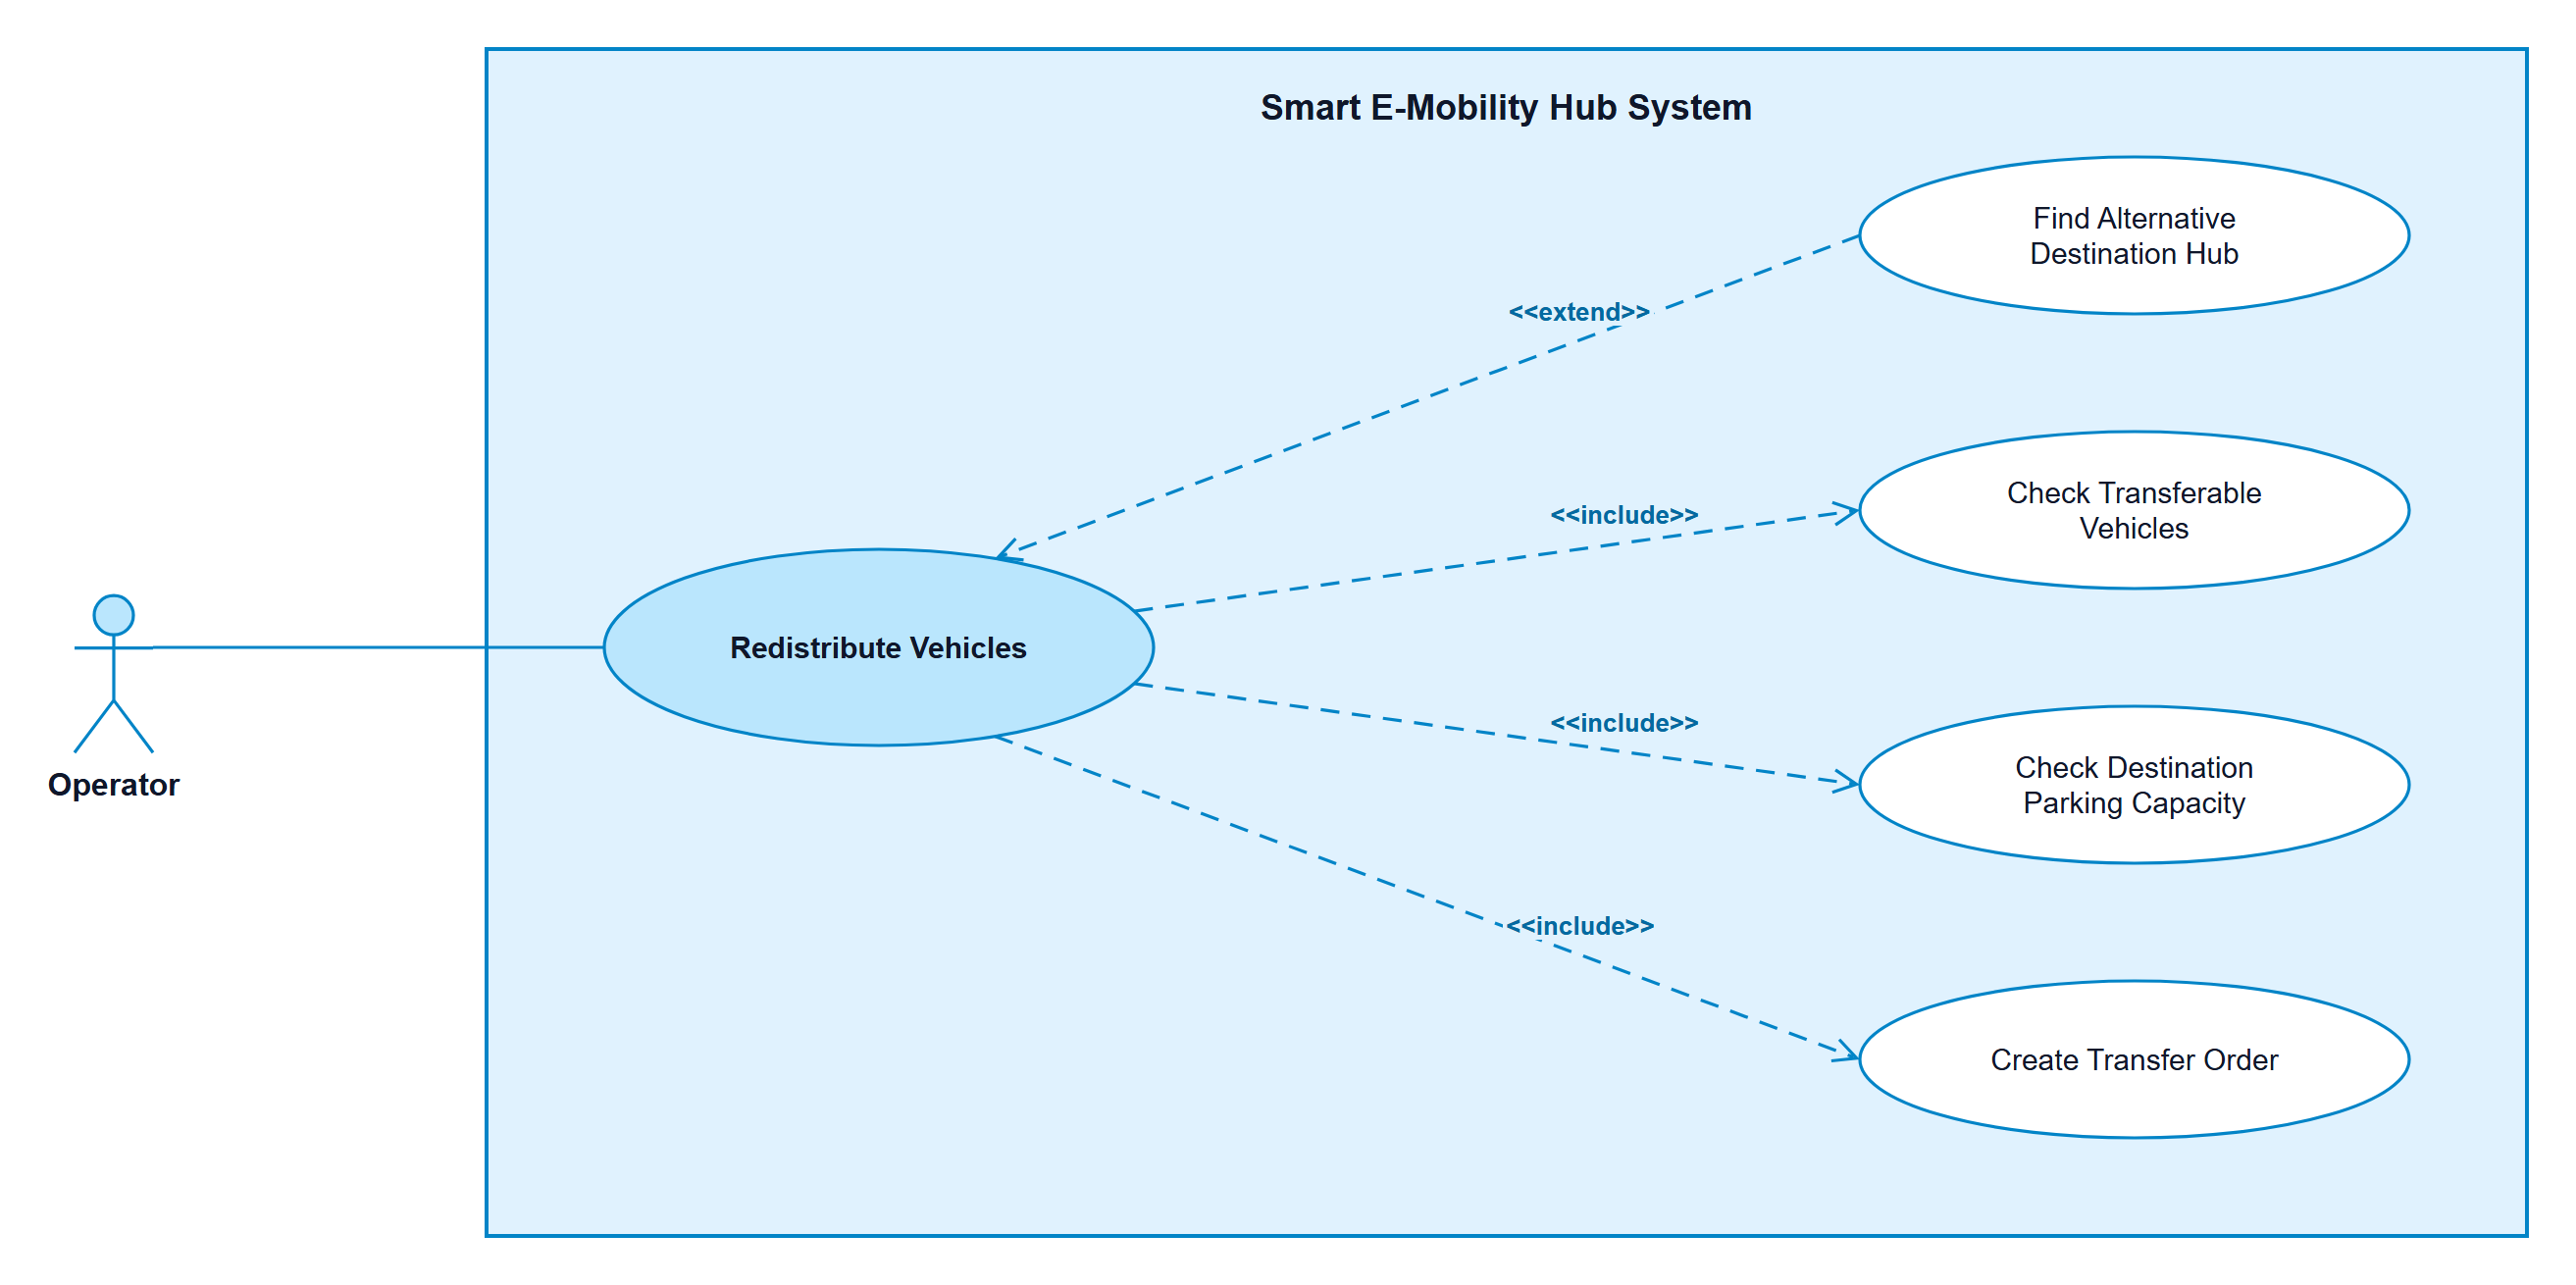 Smart E-Mobility Hub System
Find Alternative
Destination Hub
<<extend>>
Check Transferable
Vehicles
<<include>>
Redistribute Vehicles
<<include>>
Check Destination
Parking Capacity
Operator
<<include>>
Create Transfer Order